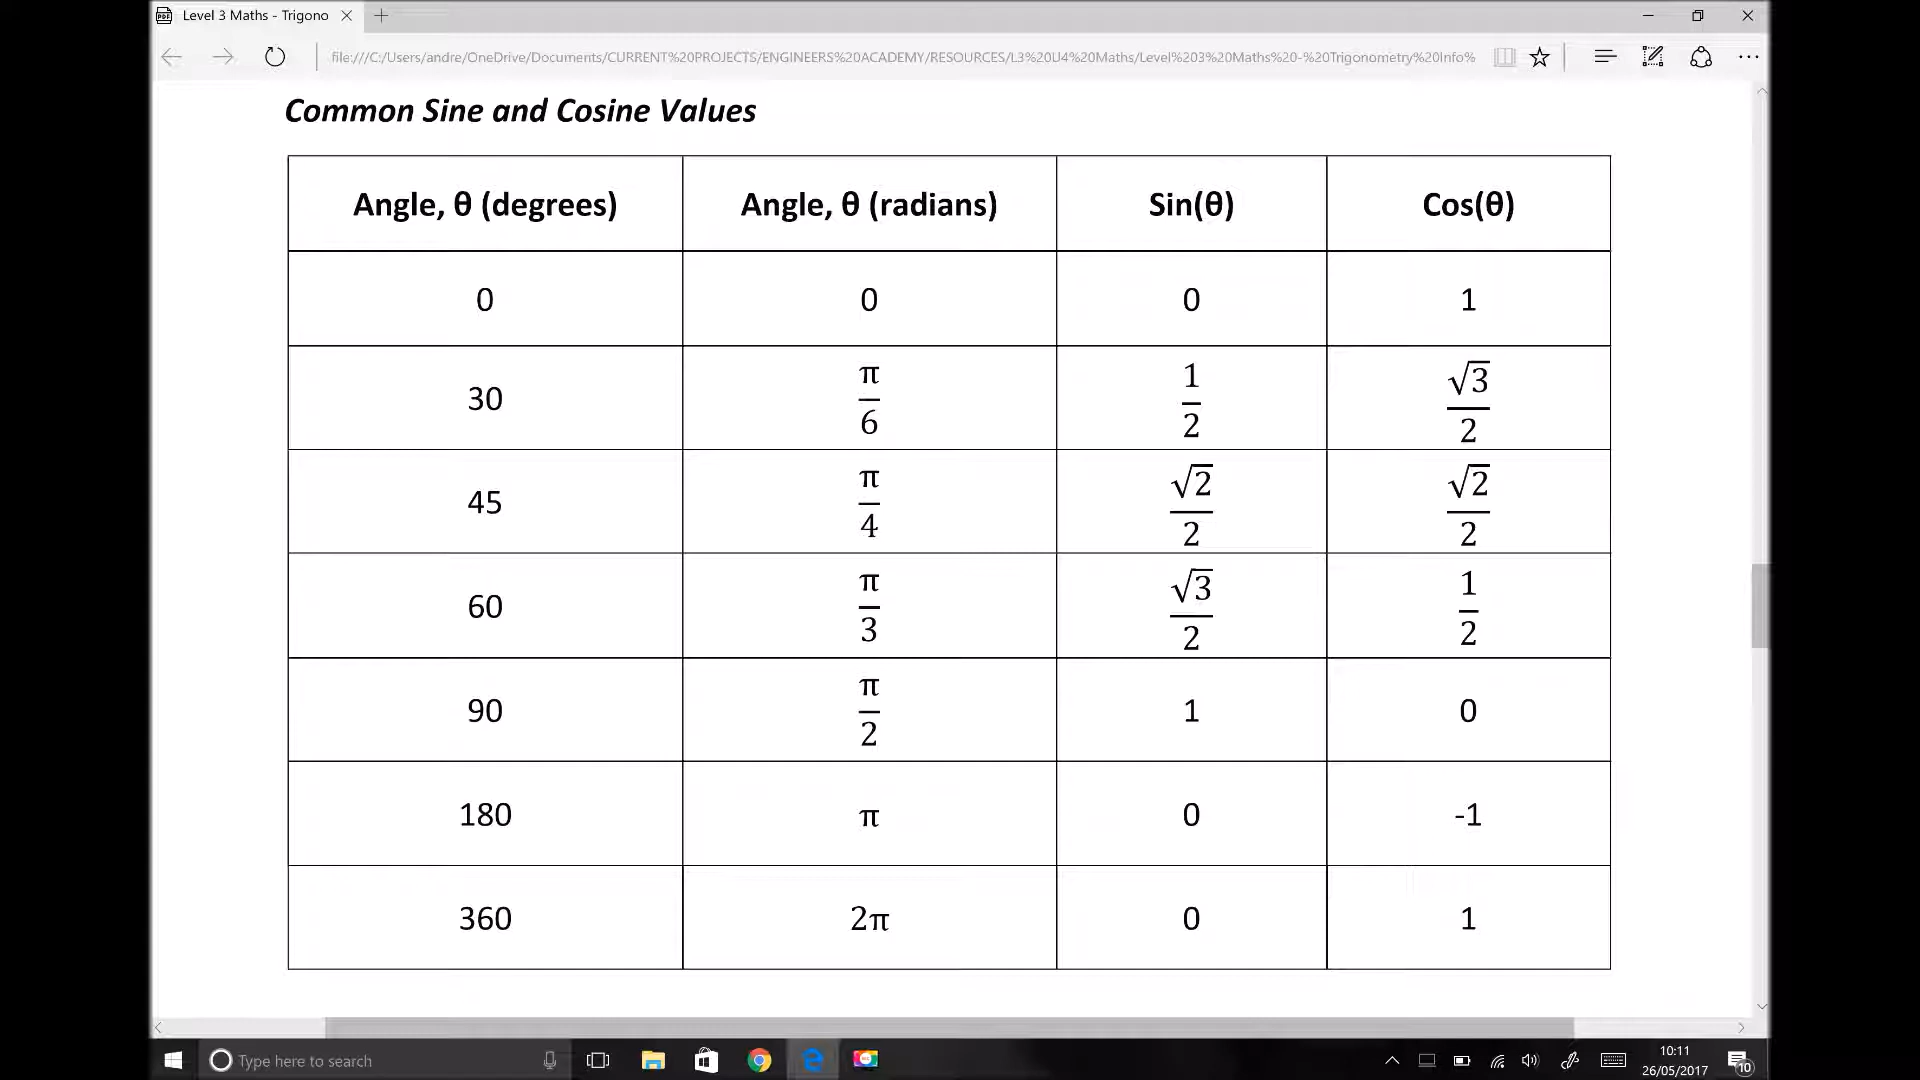 Level 3 Maths - Trigono
file:///C:/Users/andre/OneDrive/Documents/CURRENT%20PROJECTS/ENGINEERS%20ACADEMY/RESOURCES/L3%20U4%20Maths/Level%203%20Maths%20-%20Trigonometry%20Info%
Common Sine and Cosine Values
Angle, θ (degrees) Angle, θ (radians) Sin(θ) Cos(θ)
0 0 0 1
30 π/6 1/2 √3/2
45 π/4 √2/2 √2/2
60 π/3 √3/2 1/2
90 π/2 1 0
180 π 0 -1
360 2π 0 1
Type here to search
10:11
26/05/2017
10